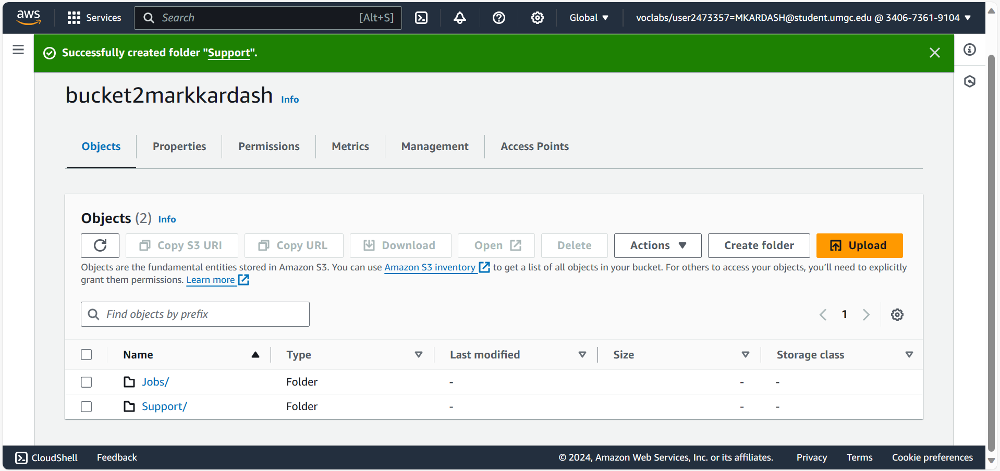 aws Services Search [Alt+S] Global voclabs/user2473357=MKARDASH@student.umgc.edu @ 3406-7361-9104
Successfully created folder "Support".
bucket2markkardash Info
Objects Properties Permissions Metrics Management Access Points
Objects (2) Info
Copy S3 URI Copy URL Download Open Delete Actions Create folder Upload
Objects are the fundamental entities stored in Amazon S3. You can use Amazon S3 inventory to get a list of all objects in your bucket. For others to access your objects, you’ll need to explicitly
grant them permissions. Learn more
Find objects by prefix 1
Name Type Last modified Size Storage class
Jobs/ Folder - - -
Support/ Folder - - -
CloudShell Feedback © 2024, Amazon Web Services, Inc. or its affiliates. Privacy Terms Cookie preferences